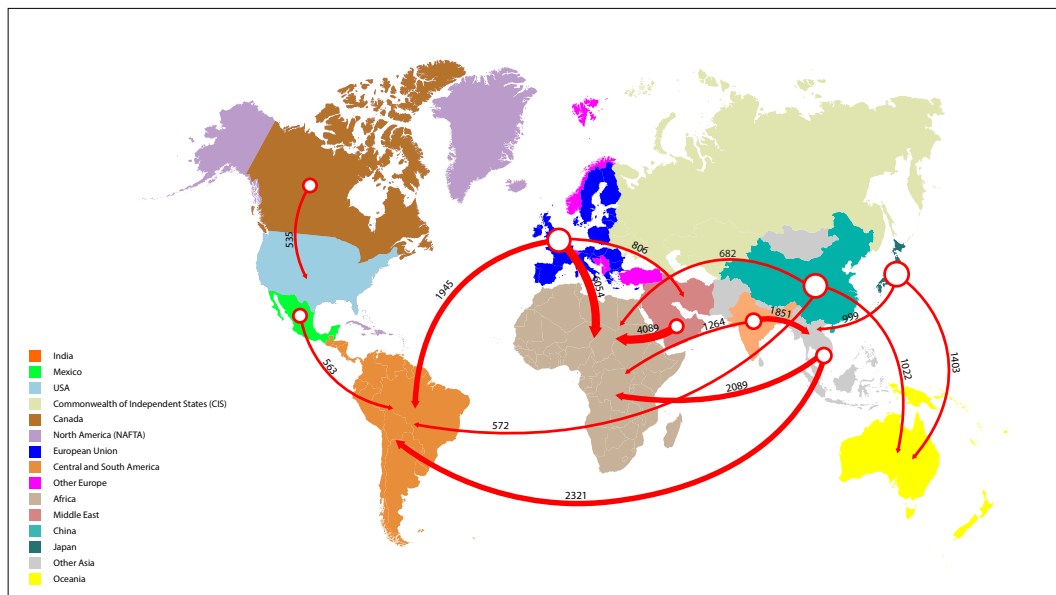 806
682
535
1945
6054
4089
1264
1851
999
563
2089
1022
1403
572
2321
India
Mexico
USA
Commonwealth of Independent States (CIS)
Canada
North America (NAFTA)
European Union
Central and South America
Other Europe
Africa
Middle East
China
Japan
Other Asia
Oceania